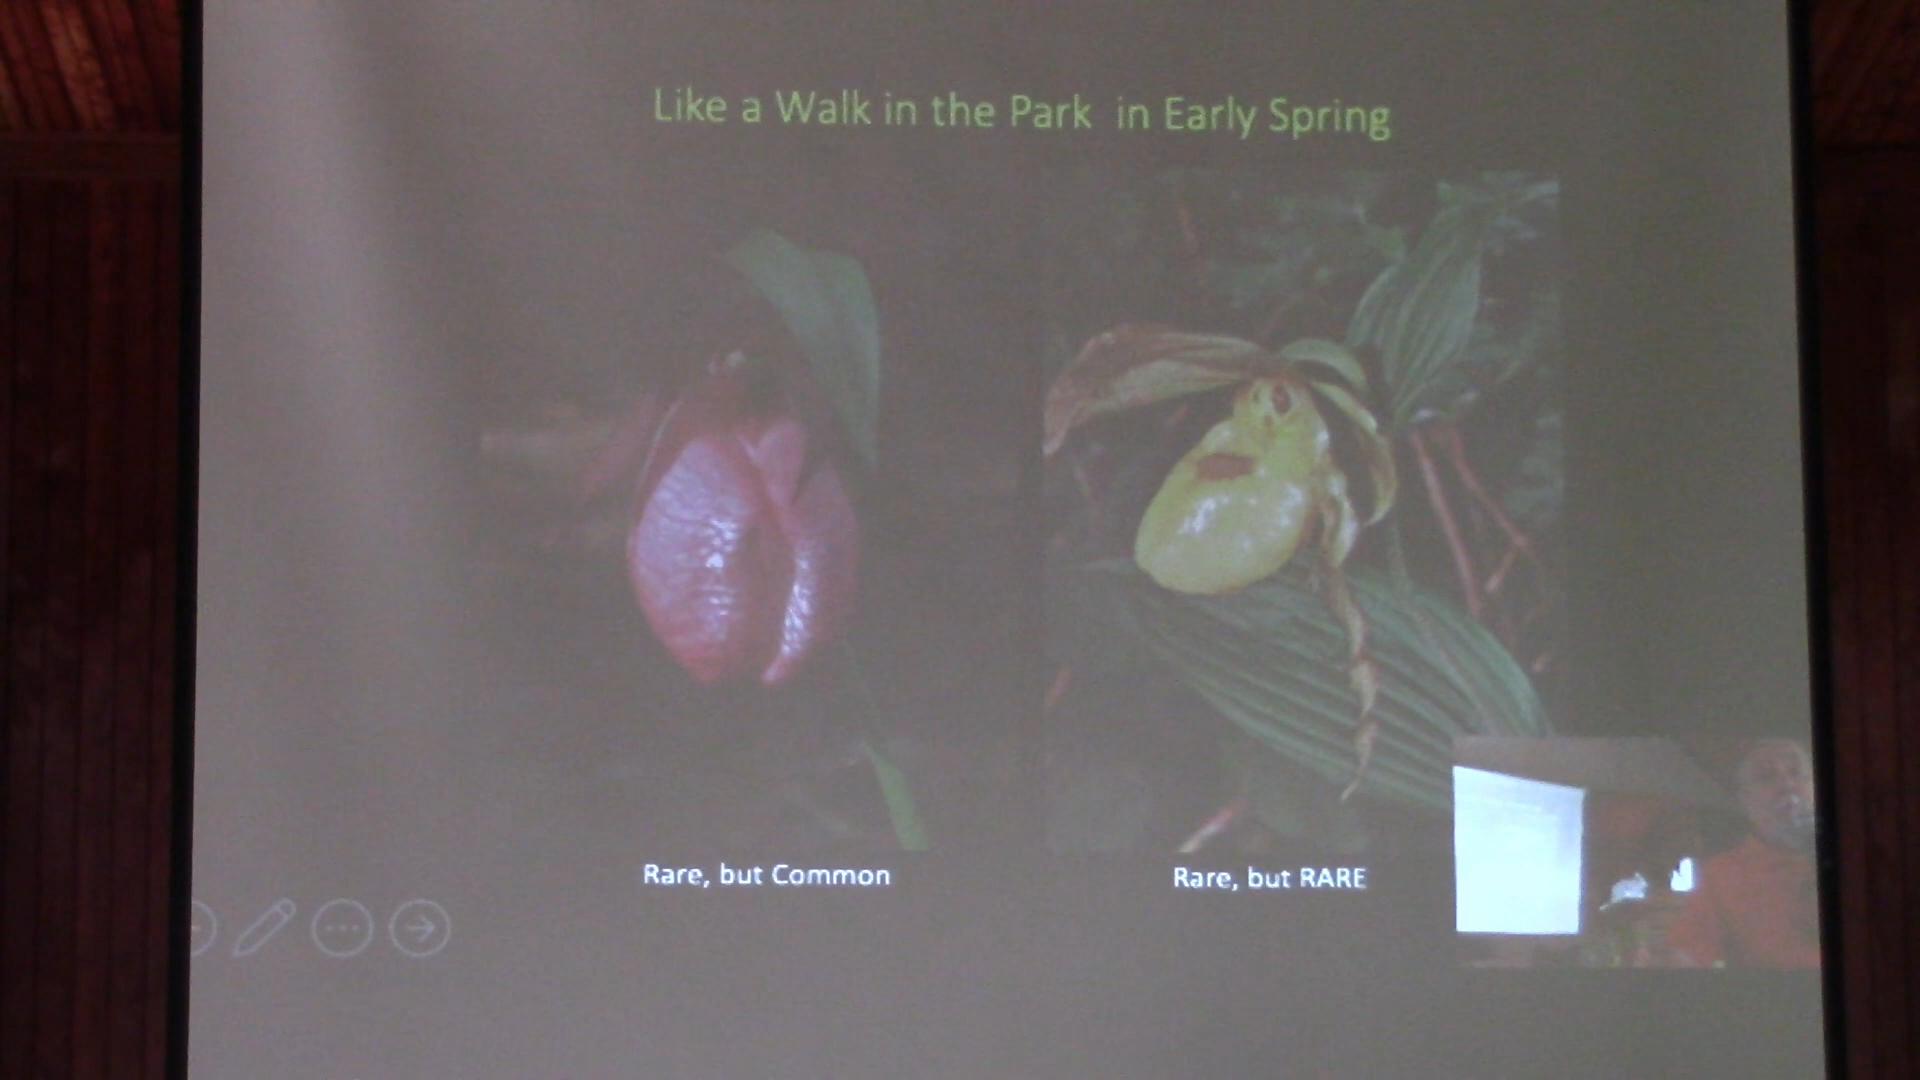 Like a Walk in the Park in Early Spring
Rare, but Common
Rare, but RARE